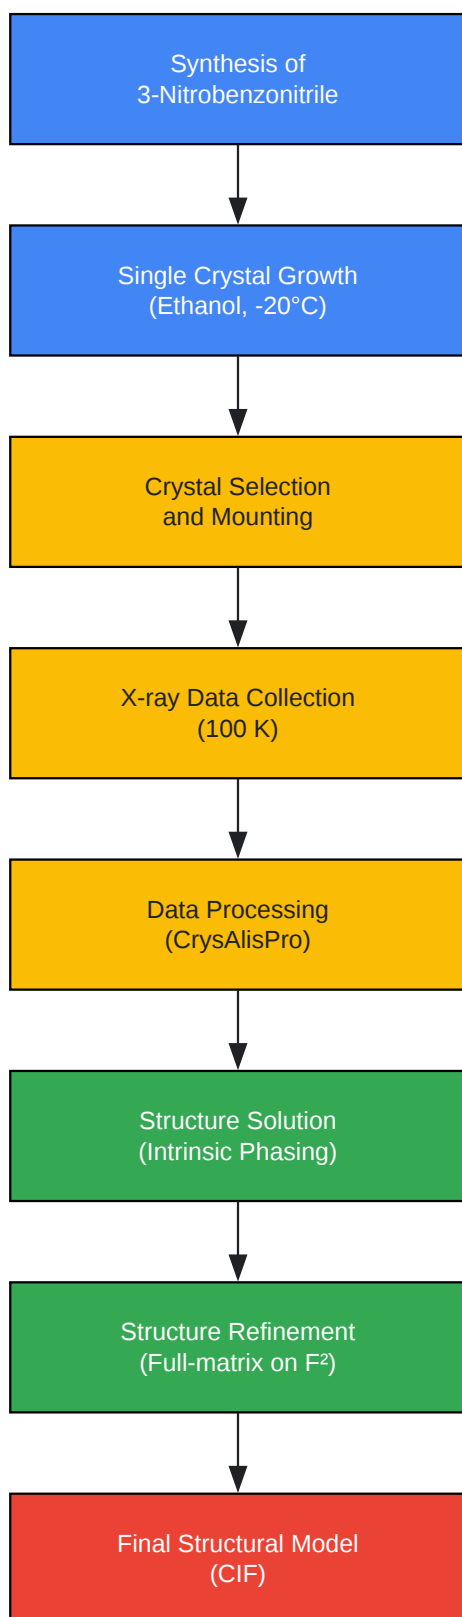 Synthesis of
3-Nitrobenzonitrile
Single Crystal Growth
(Ethanol, -20°C)
Crystal Selection
and Mounting
X-ray Data Collection
(100 K)
Data Processing
(CrysAlisPro)
Structure Solution
(Intrinsic Phasing)
Structure Refinement
(Full-matrix on F²)
Final Structural Model
(CIF)